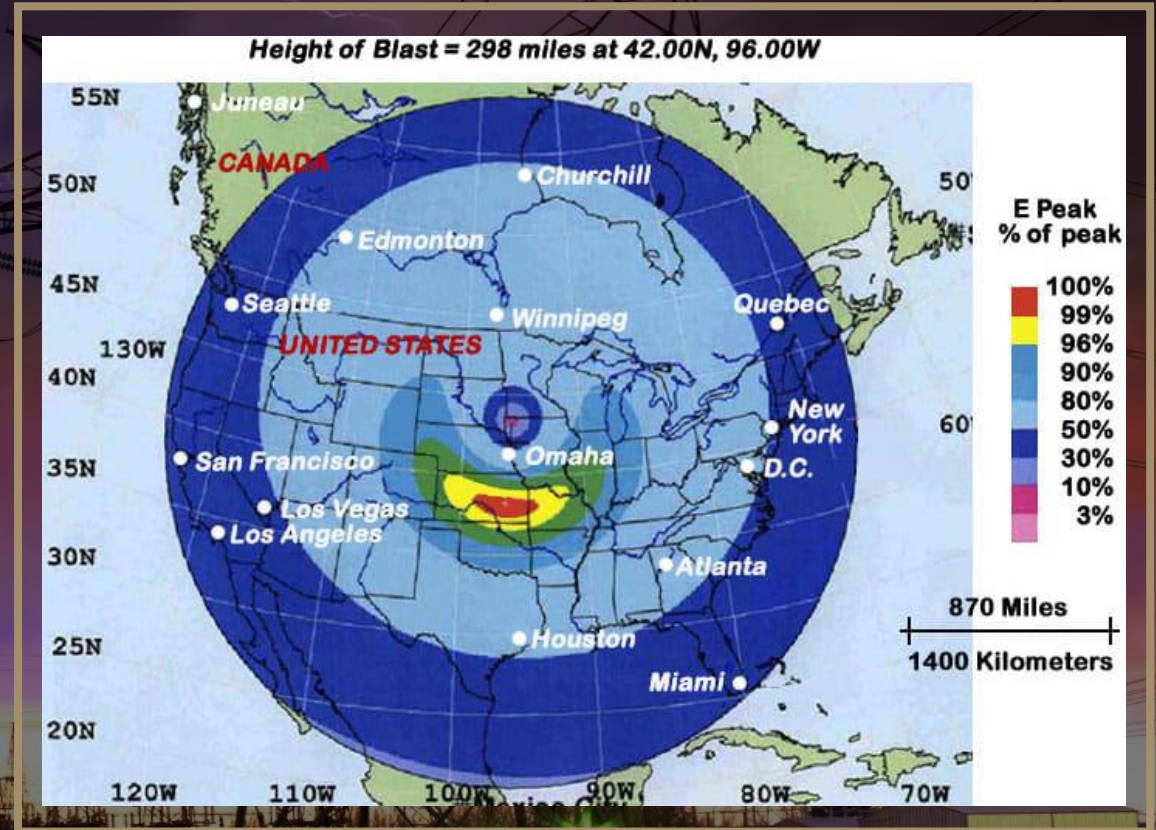 Height of Blast = 298 miles at 42.00N, 96.00W
55N
Juneau
CANADA
50N
Churchill
50
E Peak
% of peak
Edmonton
45N
100%
Seattle
Quebec
99%
Winnipeg
UNITED STATES
130W
96%
40N
90%
80%
New
York
60
50%
Omaha
San Francisco
D.C.
35N
30%
10%
Los Vegas
3%
Los Angeles
30N
Atlanta
870 Miles
25N
Houston
1400 Kilometers
Miami
20N
120W
110W
100W
90W
80W
70W